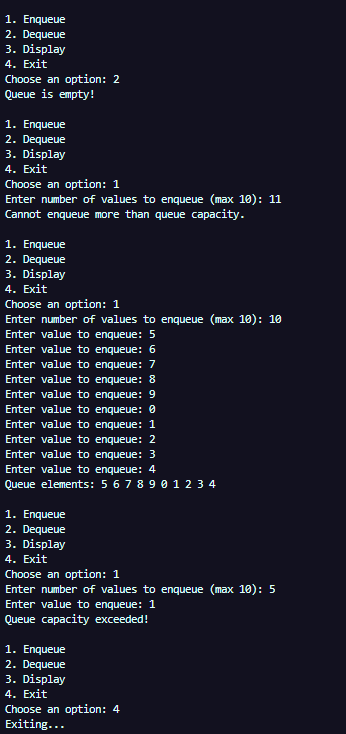 1. Enqueue
2. Dequeue
3. Display
4. Exit
Choose an option: 2
Queue is empty!
1. Enqueue
2. Dequeue
3. Display
4. Exit
Choose an option: 1
Enter number of values to enqueue (max 10): 11
Cannot enqueue more than queue capacity.
1. Enqueue
2. Dequeue
3. Display
4. Exit
Choose an option: 1
Enter number of values to enqueue (max 10): 10
Enter value to enqueue: 5
Enter value to enqueue: 6
Enter value to enqueue: 7
Enter value to enqueue: 8
Enter value to enqueue: 9
Enter value to enqueue: 0
Enter value to enqueue: 1
Enter value to enqueue: 2
Enter value to enqueue: 3
Enter value to enqueue: 4
Queue elements: 5 6 7 8 9 0 1 2 3 4
1. Enqueue
2. Dequeue
3. Display
4. Exit
Choose an option: 1
Enter number of values to enqueue (max 10): 5
Enter value to enqueue: 1
Queue capacity exceeded!
1. Enqueue
2. Dequeue
3. Display
4. Exit
Choose an option: 4
Exiting...